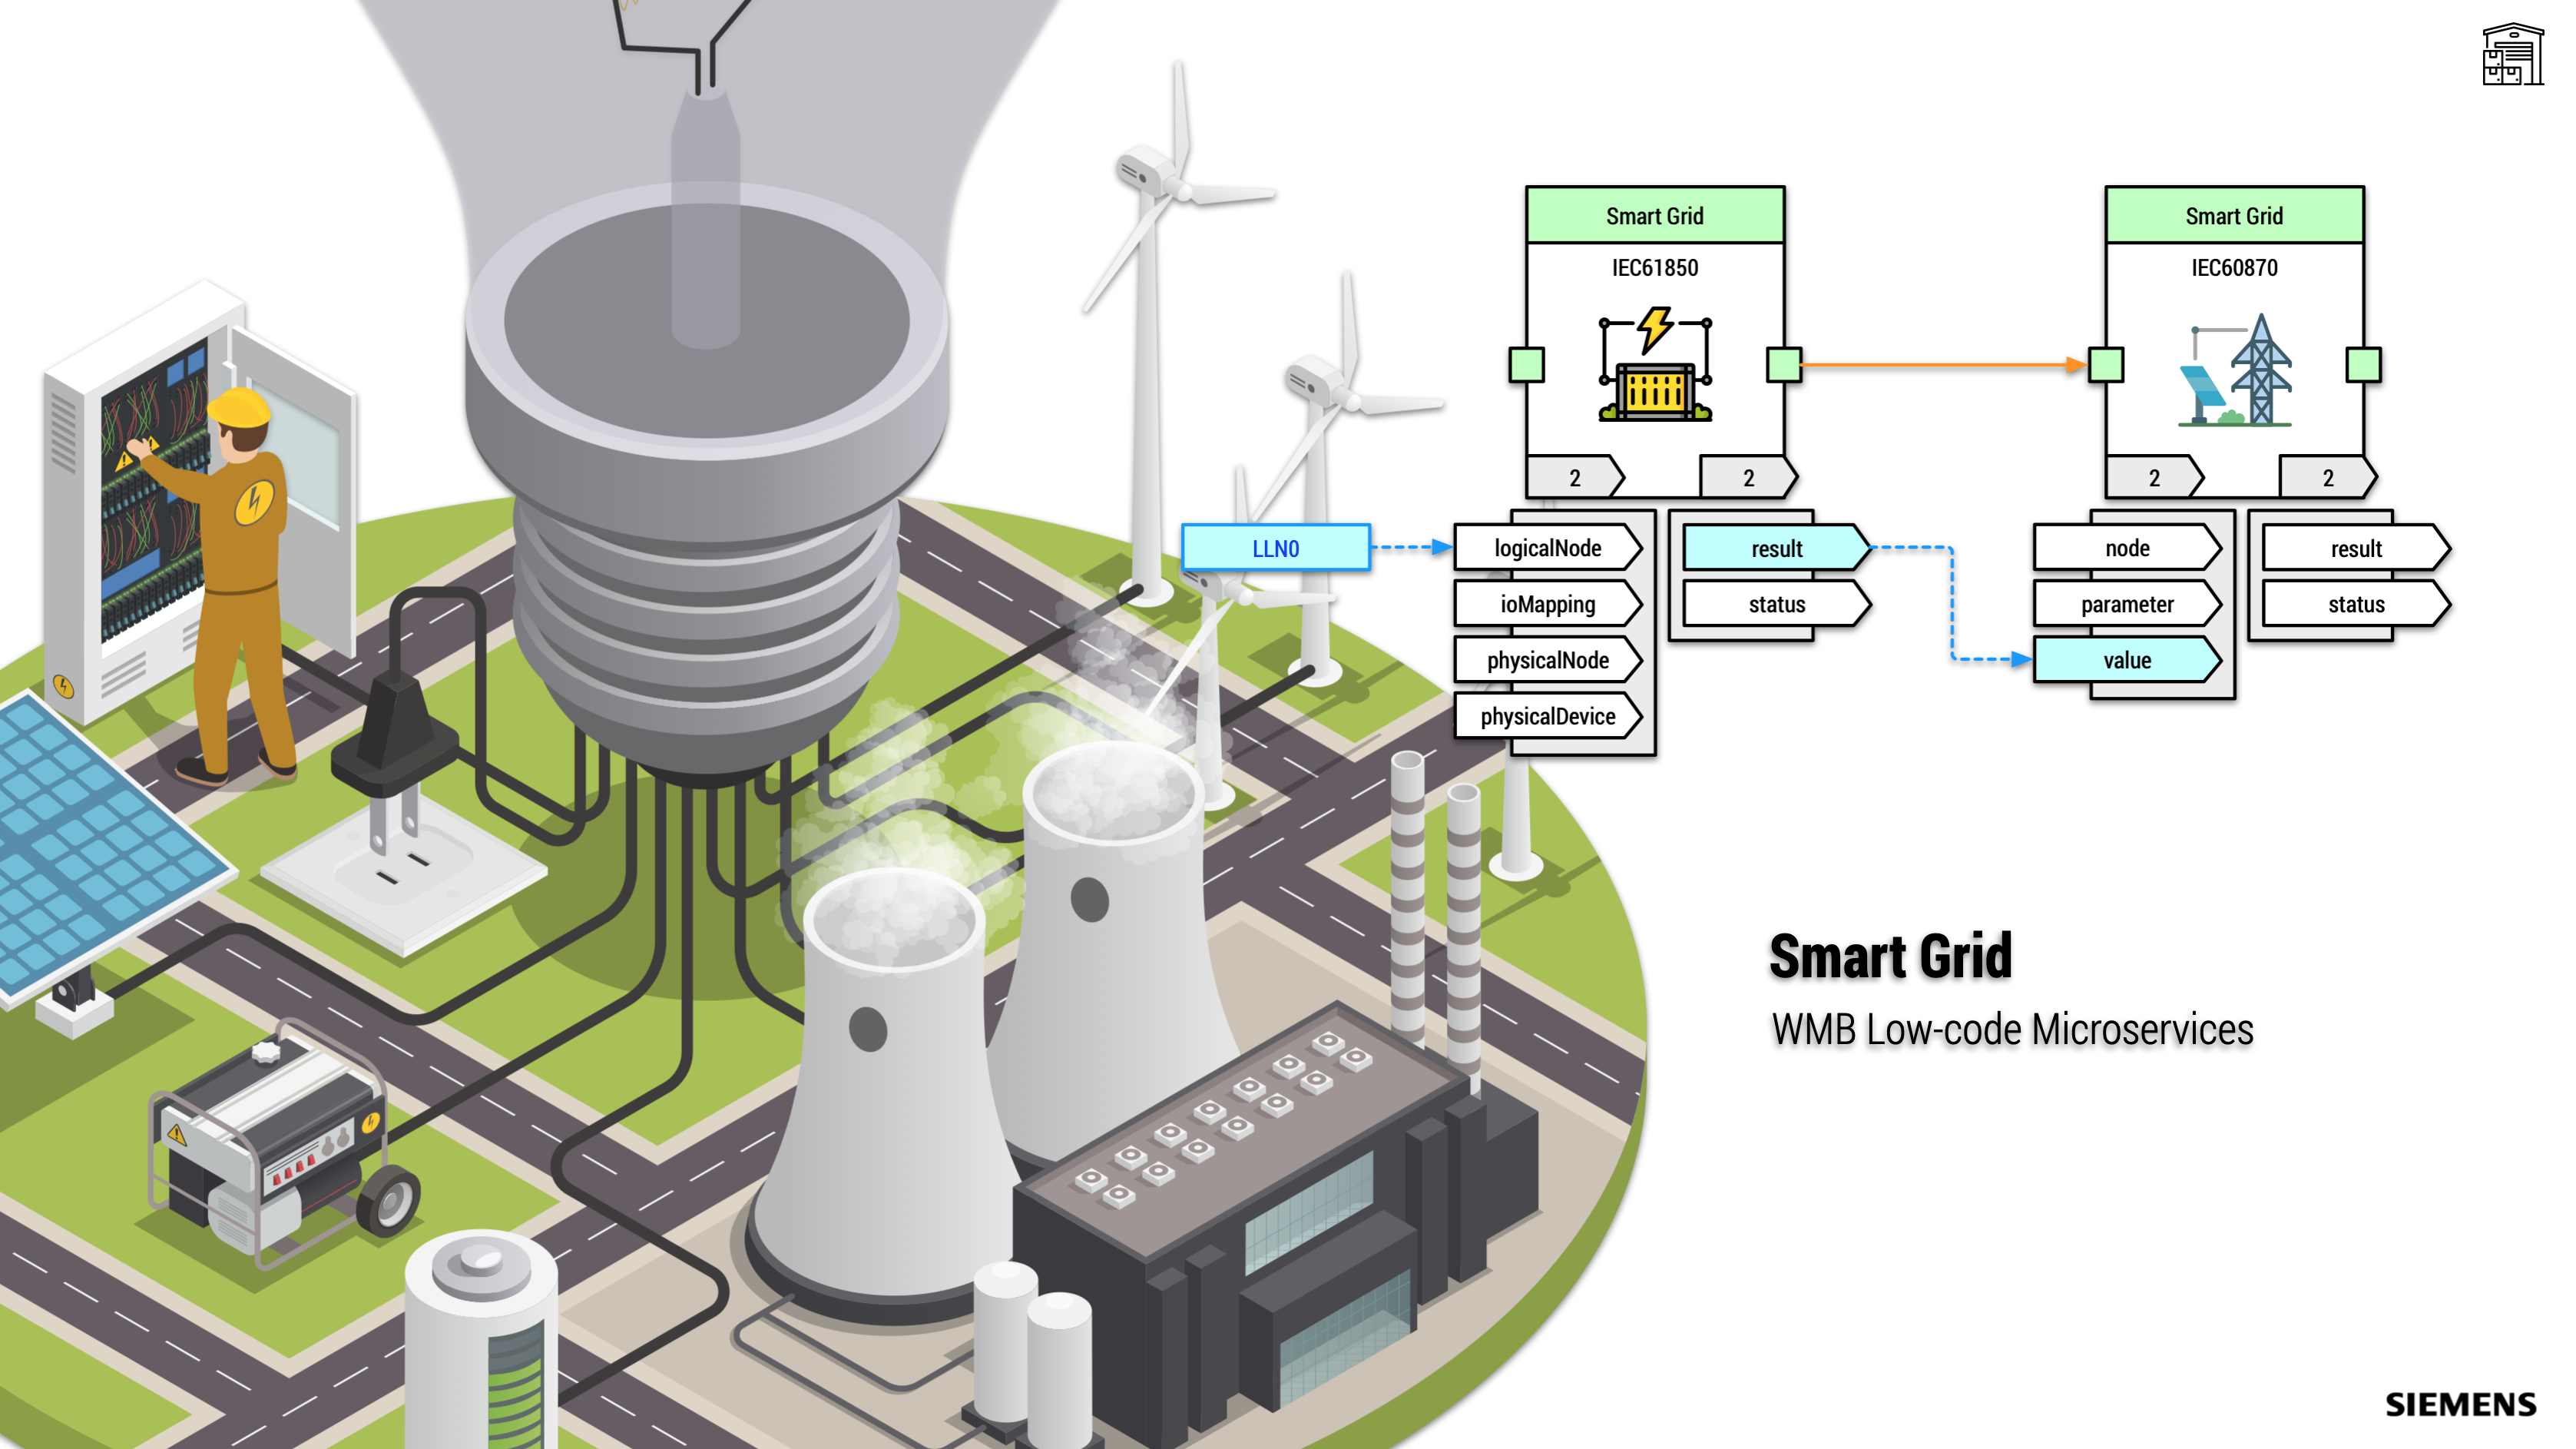 Smart Grid
IEC61850
2
2
LLN0
logicalNode
ioMapping
physicalNode
physicalDevice
result
status
Smart Grid
IEC60870
2
2
node
parameter
value
result
status
Smart Grid
WMB Low-code Microservices
SIEMENS